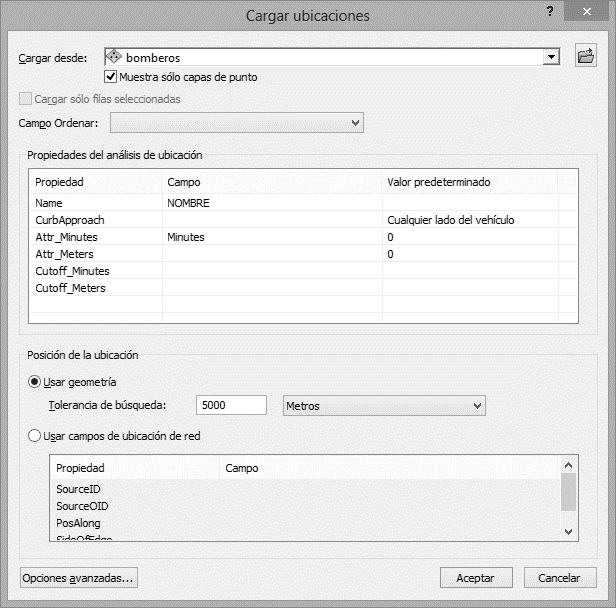 Cargar ubicaciones
?
Cargar desde: bomberos
Muestra sólo capas de punto
Cargar sólo filas seleccionadas
Campo Ordenar:
Propiedades del análisis de ubicación
Propiedad Campo Valor predeterminado
Name NOMBRE
CurbApproach Cualquier lado del vehículo
Attr_Minutes Minutes 0
Attr_Meters 0
Cutoff_Minutes
Cutoff_Meters
Posición de la ubicación
Usar geometría
Tolerancia de búsqueda: 5000 Metros
Usar campos de ubicación de red
Propiedad Campo
SourceID
SourceOID
PosAlong
SideOfEdge
Opciones avanzadas... Aceptar Cancelar